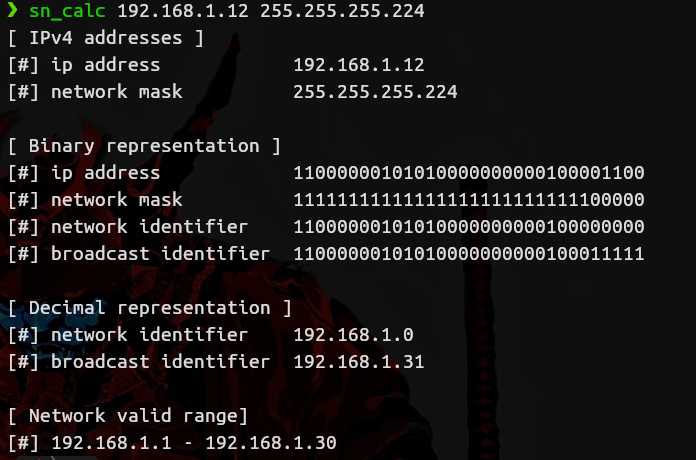 ❯ sn_calc 192.168.1.12 255.255.255.224
[ IPv4 addresses ]
[#] ip address 192.168.1.12
[#] network mask 255.255.255.224
[ Binary representation ]
[#] ip address 11000000101010000000000100001100
[#] network mask 11111111111111111111111111100000
[#] network identifier 11000000101010000000000100000000
[#] broadcast identifier 11000000101010000000000100011111
[ Decimal representation ]
[#] network identifier 192.168.1.0
[#] broadcast identifier 192.168.1.31
[ Network valid range]
[#] 192.168.1.1 - 192.168.1.30